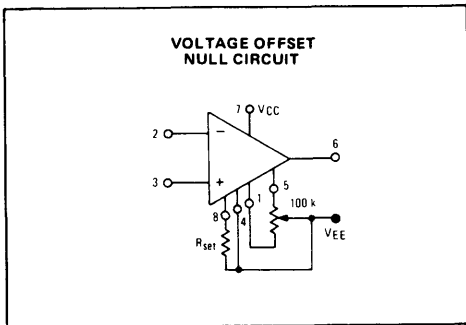 VOLTAGE OFFSET
NULL CIRCUIT
7 VCC
2
−
6
3
+
5
1
8
4
100 k
Rset
VEE